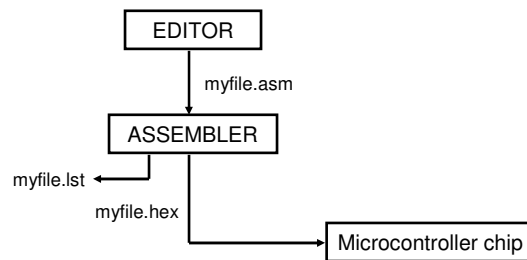 EDITOR
myfile.asm
ASSEMBLER
myfile.lst
myfile.hex
Microcontroller chip